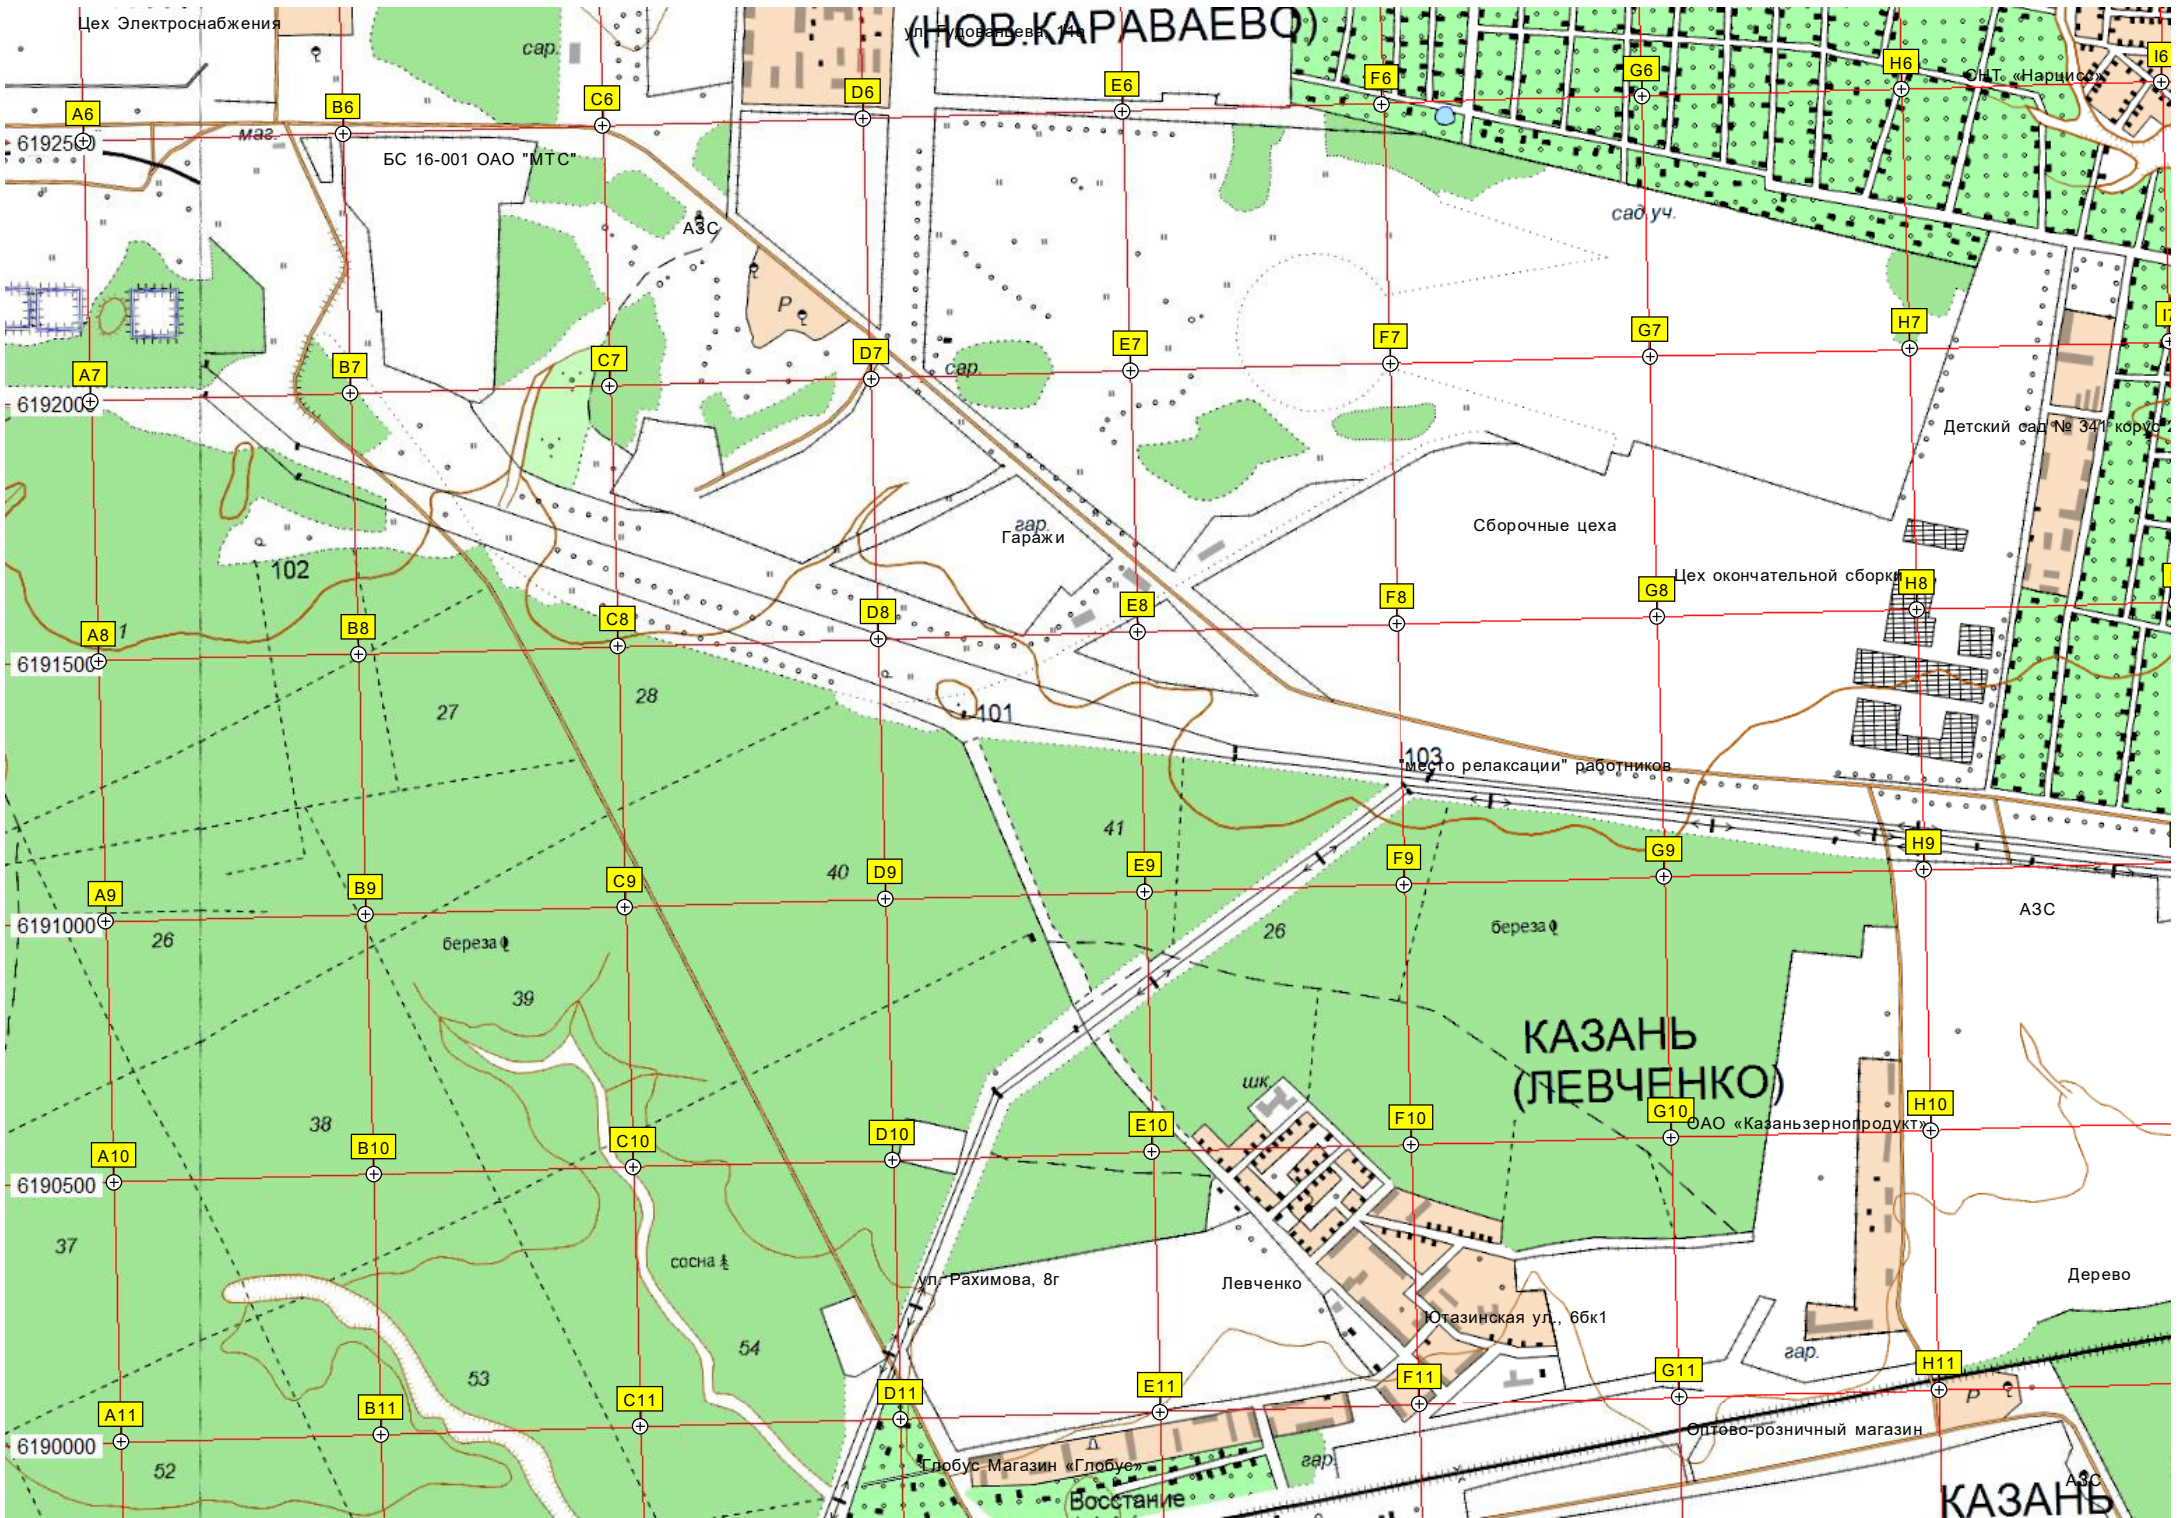 Цех Электроснабжения
сар.
(НОВ.КАРАВАЕВО)
A6
B6
C6
D6
E6
F6
G6
H6
I6
СНТ «Нарцисс»
6192500
маг.
БС 16-001 ОАО "МТС"
АЗС
сад уч.
Р
A7
B7
C7
D7
E7
F7
G7
H7
сар.
6192000
Детский сад № 341 корус 2
гар.
Гаражи
Сборочные цеха
102
Цех окончательной сборки
A8
1
B8
C8
D8
E8
F8
G8
H8
6191500
27
28
101
103
"место релаксации" работников
41
40
A9
B9
C9
D9
E9
F9
G9
H9
6191000
26
береза
39
26
береза
АЗС
КАЗАНЬ
(ЛЕВЧЕНКО)
шк.
38
A10
B10
C10
D10
E10
F10
G10
H10
ОАО «Казаньзернопродукт»
6190500
37
сосна
ул. Рахимова, 8г
Левченко
Дерево
Ютазинская ул., 6бк1
54
53
гар.
A11
B11
C11
D11
E11
F11
G11
H11
Р
6190000
52
Оптово-розничный магазин
Глобус Магазин «Глобус»
гар.
Восстание
АЗС
КАЗАНЬ